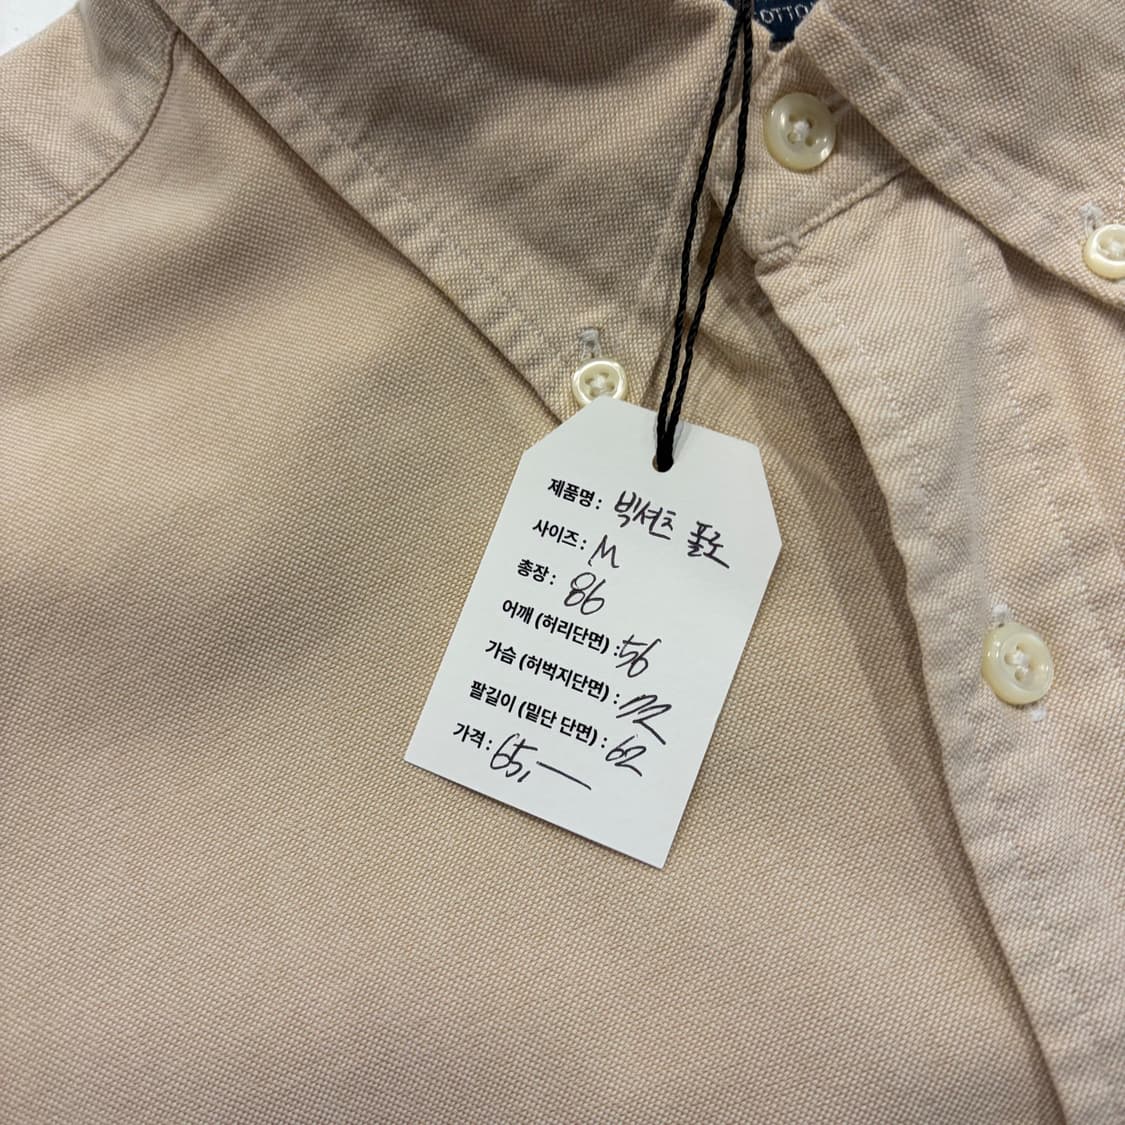 COTTO
제품명 : 빅셔츠 폴로
사이즈 : M
총장 : 86
어깨 (허리단면) : 56
가슴 (허벅지단면) : 72
팔길이 (밑단 단면) : 62
가격 : 65,—